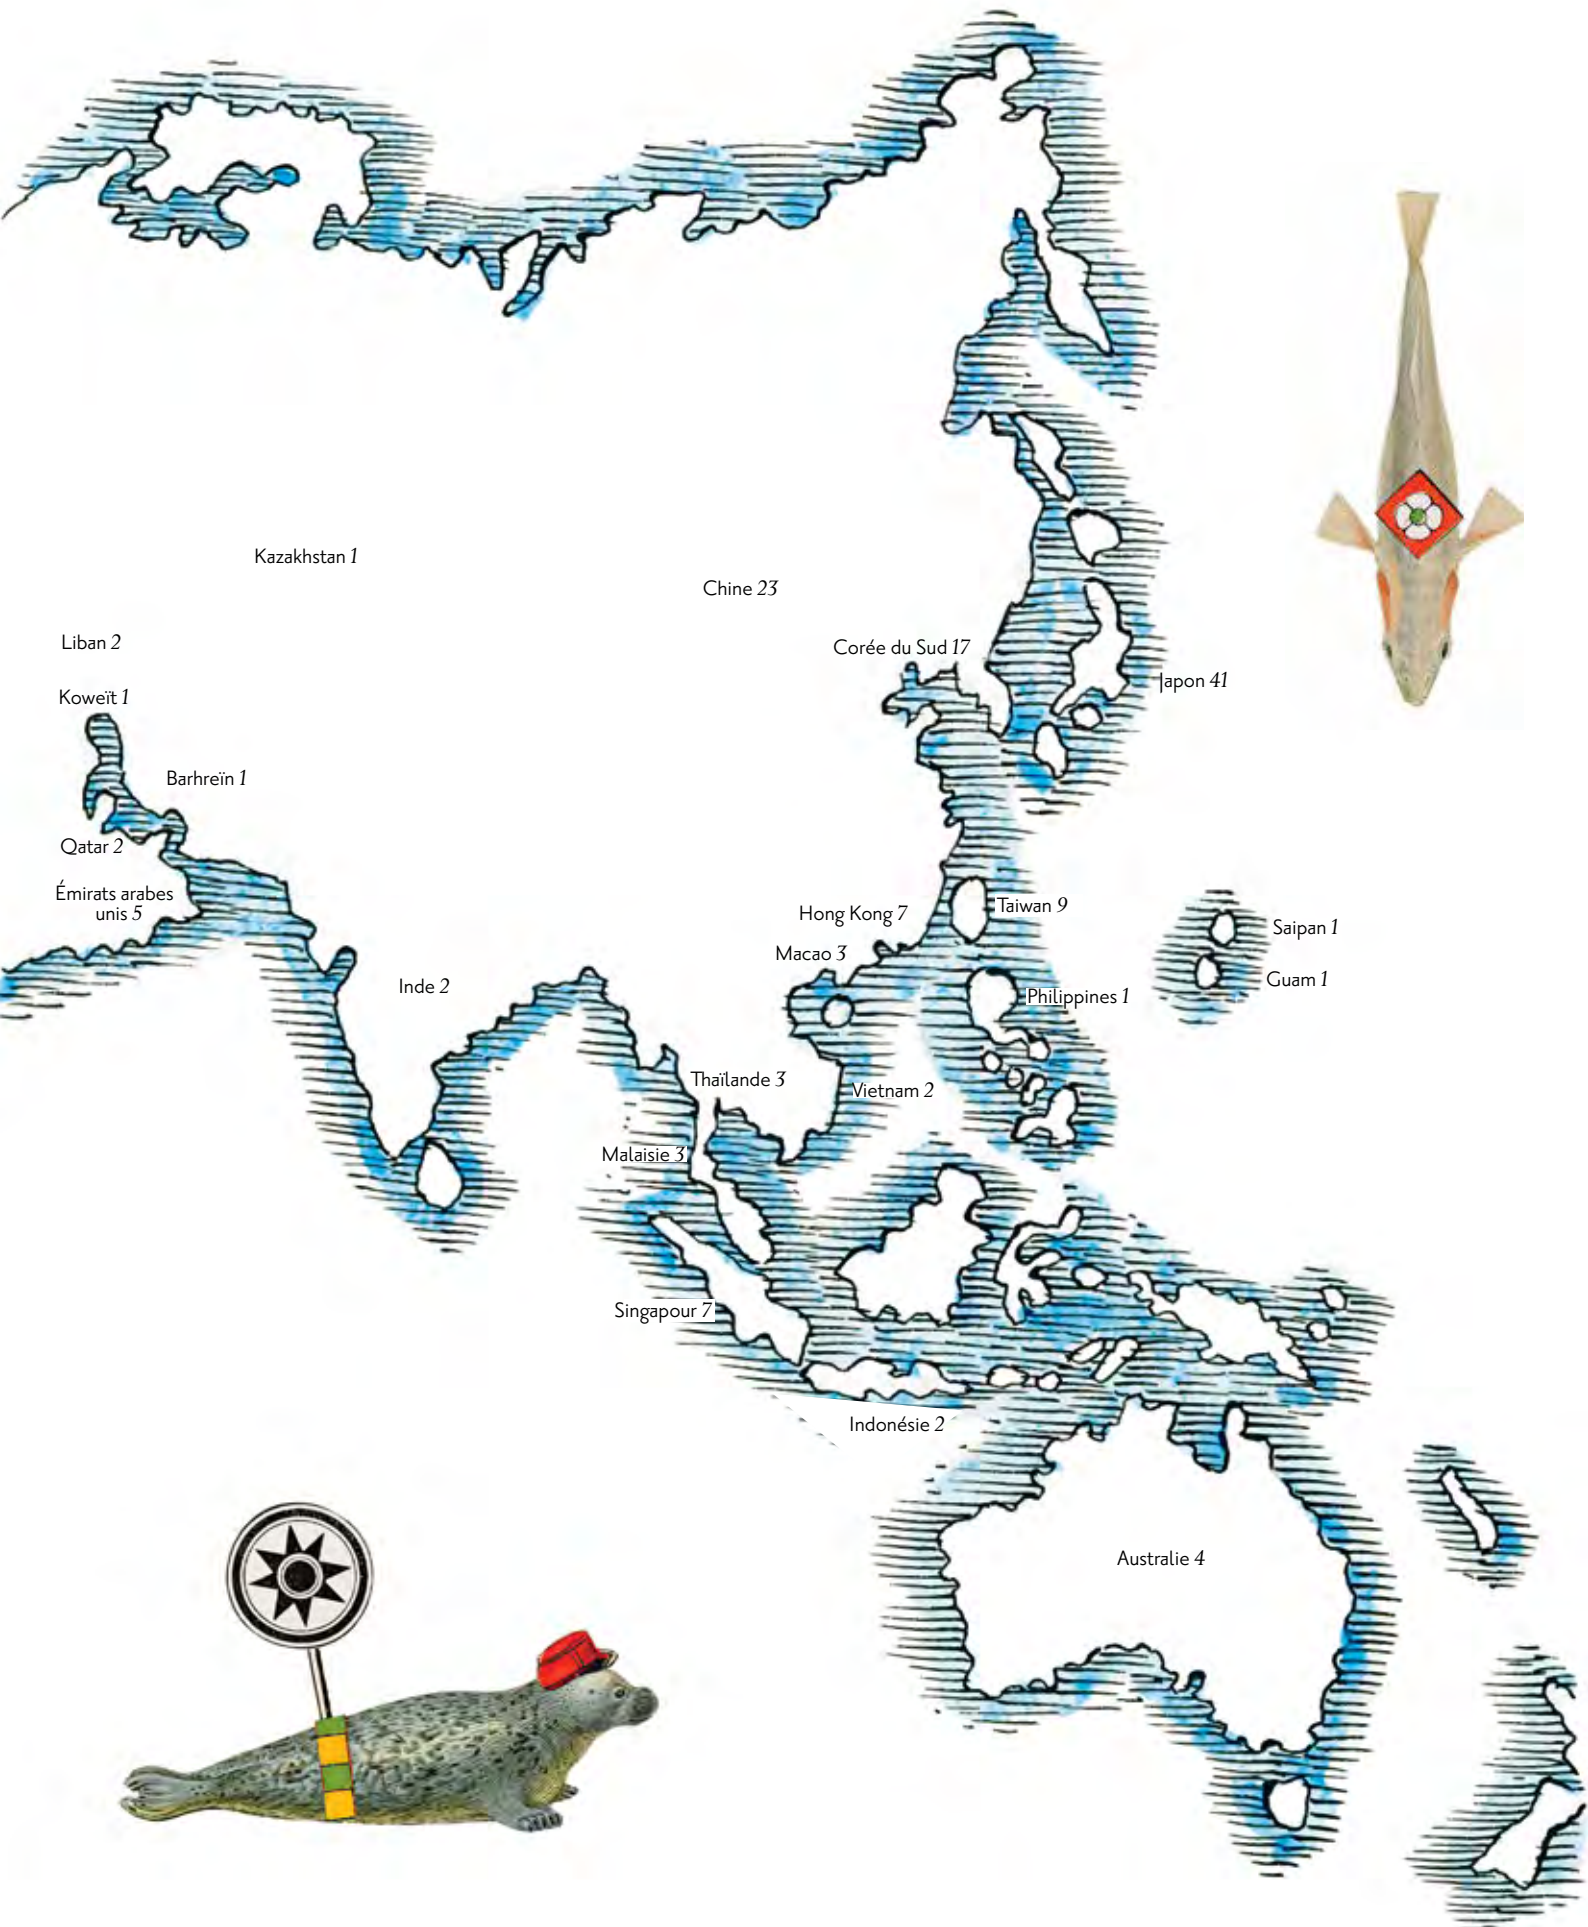 Kazakhstan 1
Chine 23
Liban 2
Corée du Sud 17
Japon 41
Koweït 1
Barhreïn 1
Qatar 2
Émirats arabes
unis 5
Taiwan 9
Hong Kong 7
Saipan 1
Macao 3
Guam 1
Inde 2
Philippines 1
Thaïlande 3
Vietnam 2
Malaisie 3
Singapour 7
Indonésie 2
Australie 4